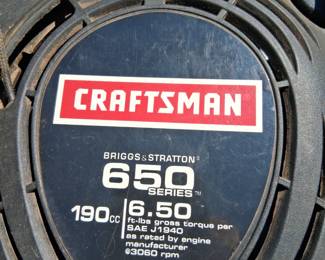 CRAFTSMAN
BRIGGS & STRATTON
650
SERIES™
190cc
6.50
ft-lbs gross torque per
SAE J1940
as rated by engine
manufacturer
@3060 rpm